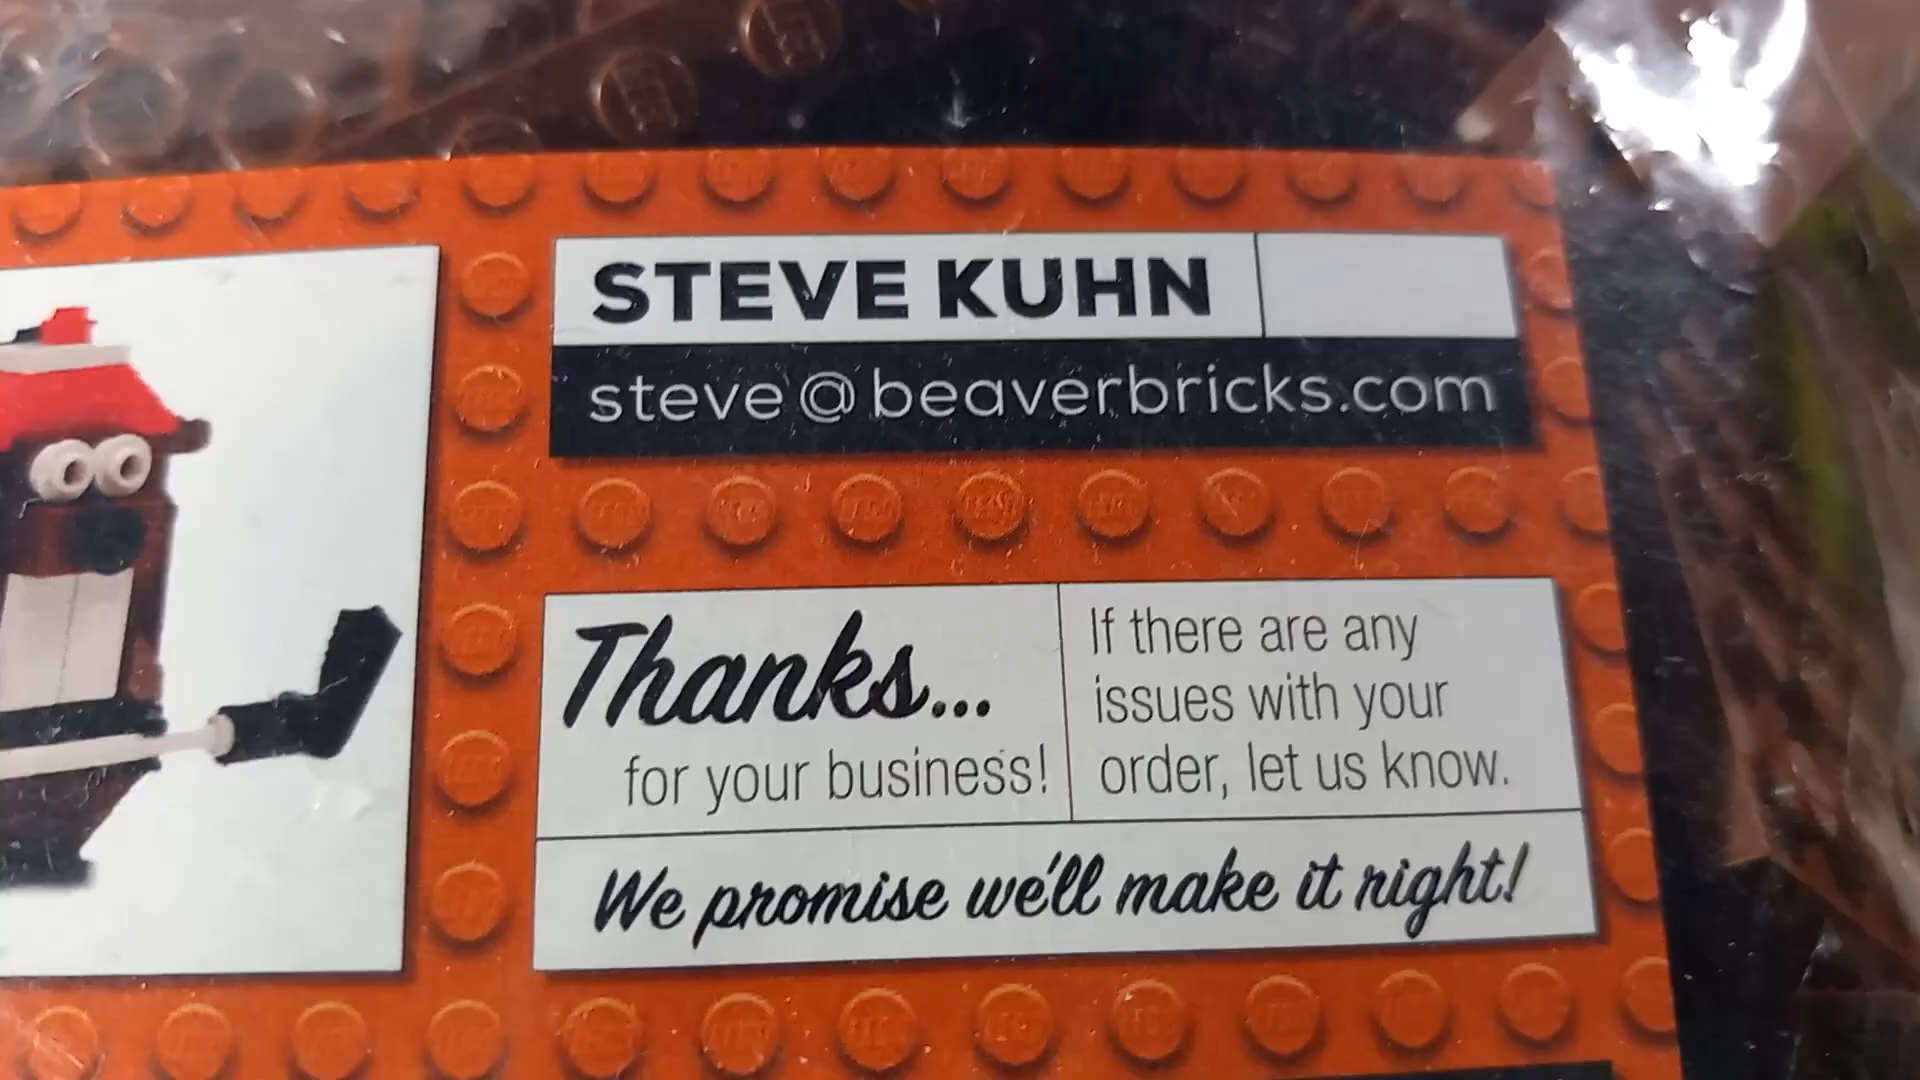 STEVE KUHN
steve@beaverbricks.com
Thanks...
for your business!
If there are any
issues with your
order, let us know.
We promise we'll make it right!